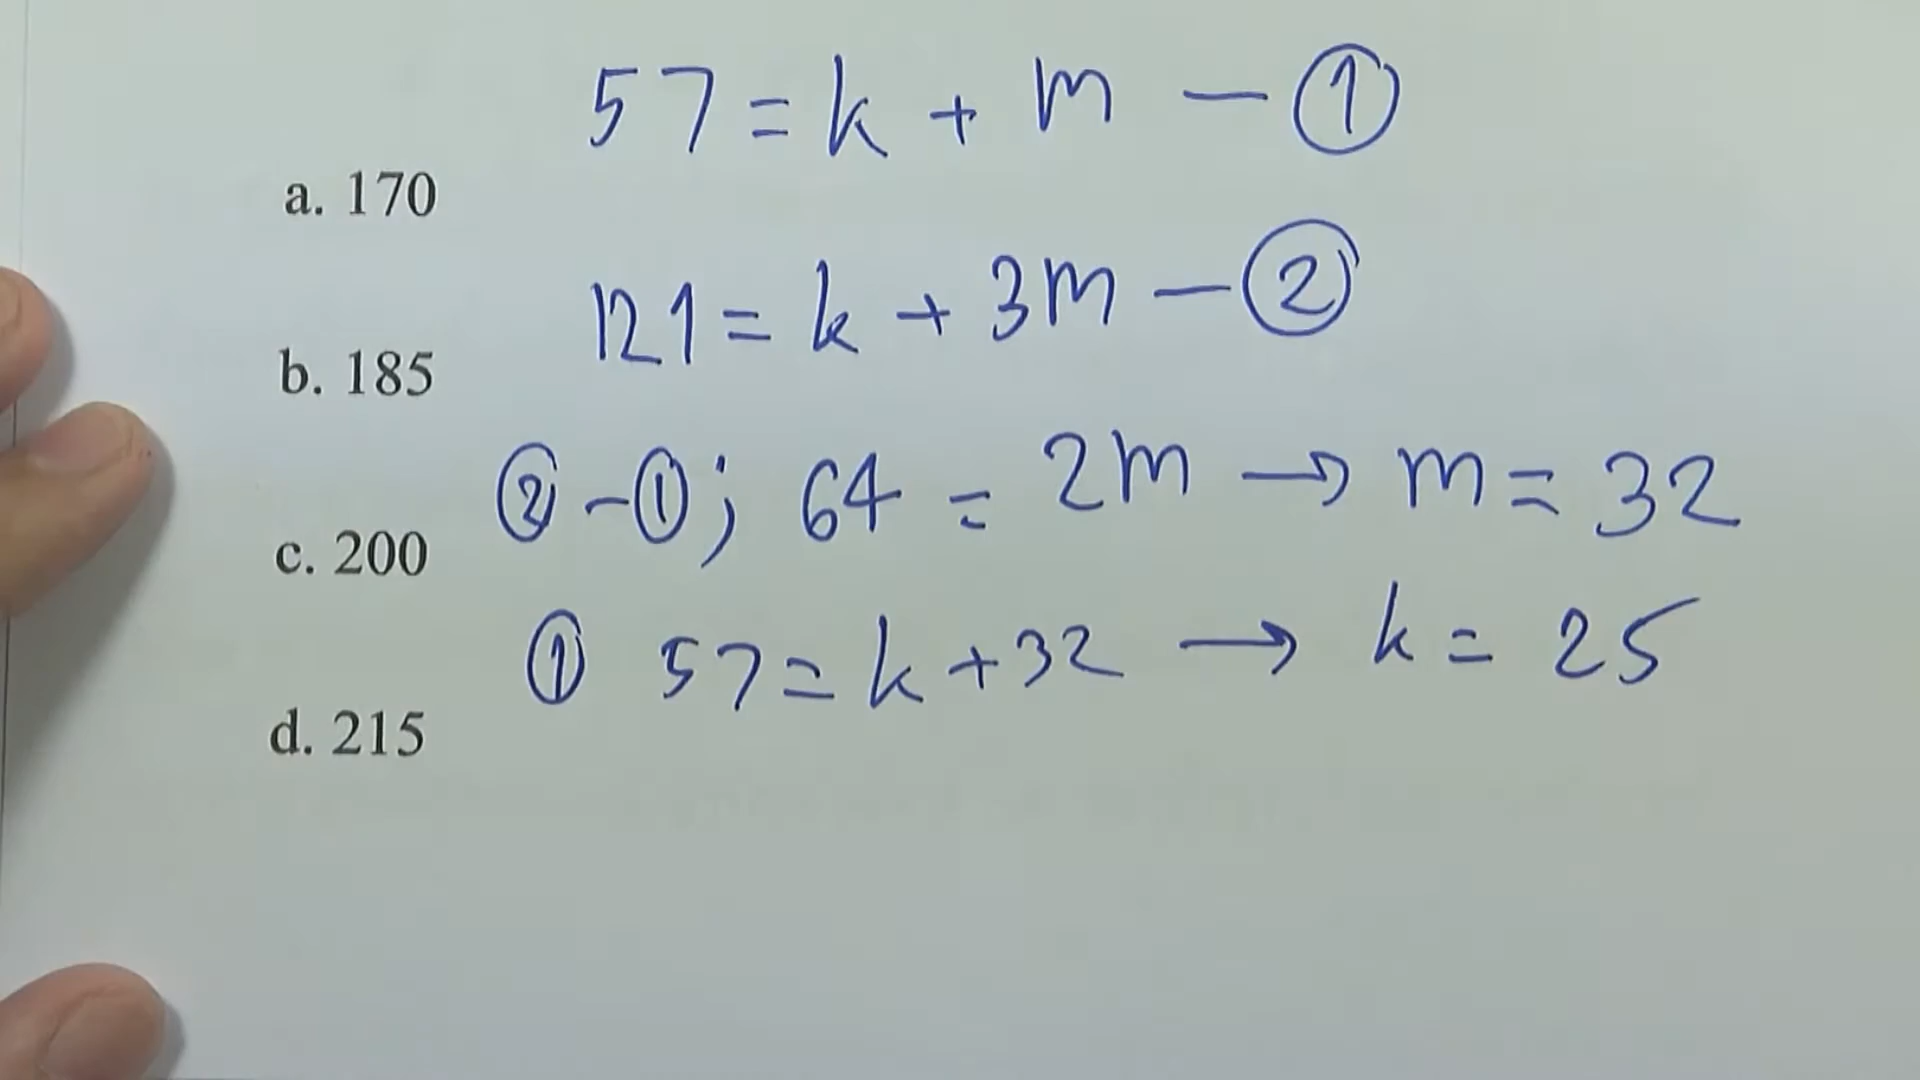 57 = k + m — ①
a. 170
121 = k + 3m — ②
b. 185
② - ①; 64 = 2m → m = 32
c. 200
① 57 = k + 32 → k = 25
d. 215